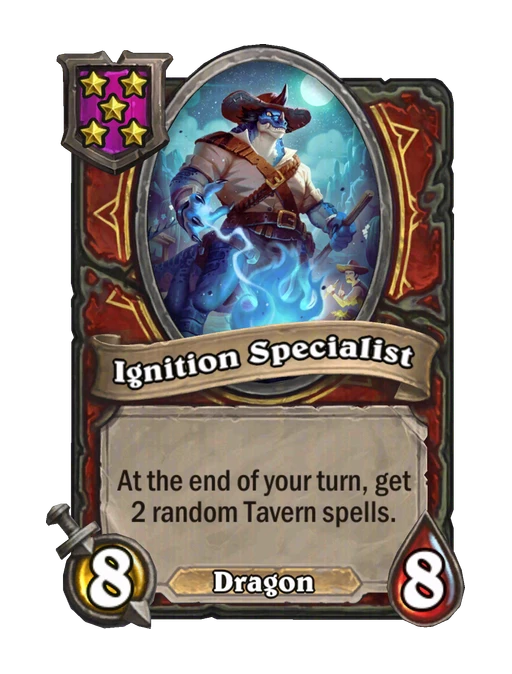 Ignition Specialist
At the end of your turn, get
2 random Tavern spells.
8
Dragon
8